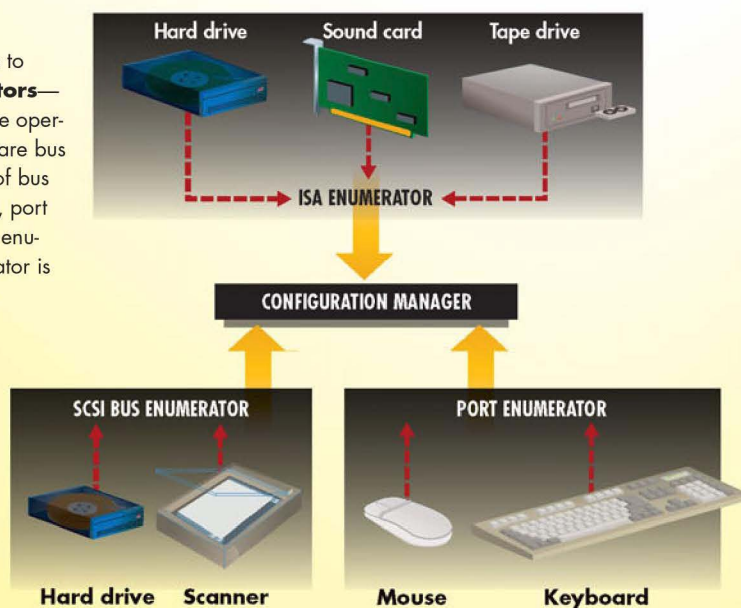 to
tors—
e oper-
are bus
of bus
, port
enu-
ator is
Hard drive Sound card Tape drive
ISA ENUMERATOR
CONFIGURATION MANAGER
SCSI BUS ENUMERATOR PORT ENUMERATOR
Hard drive Scanner Mouse Keyboard